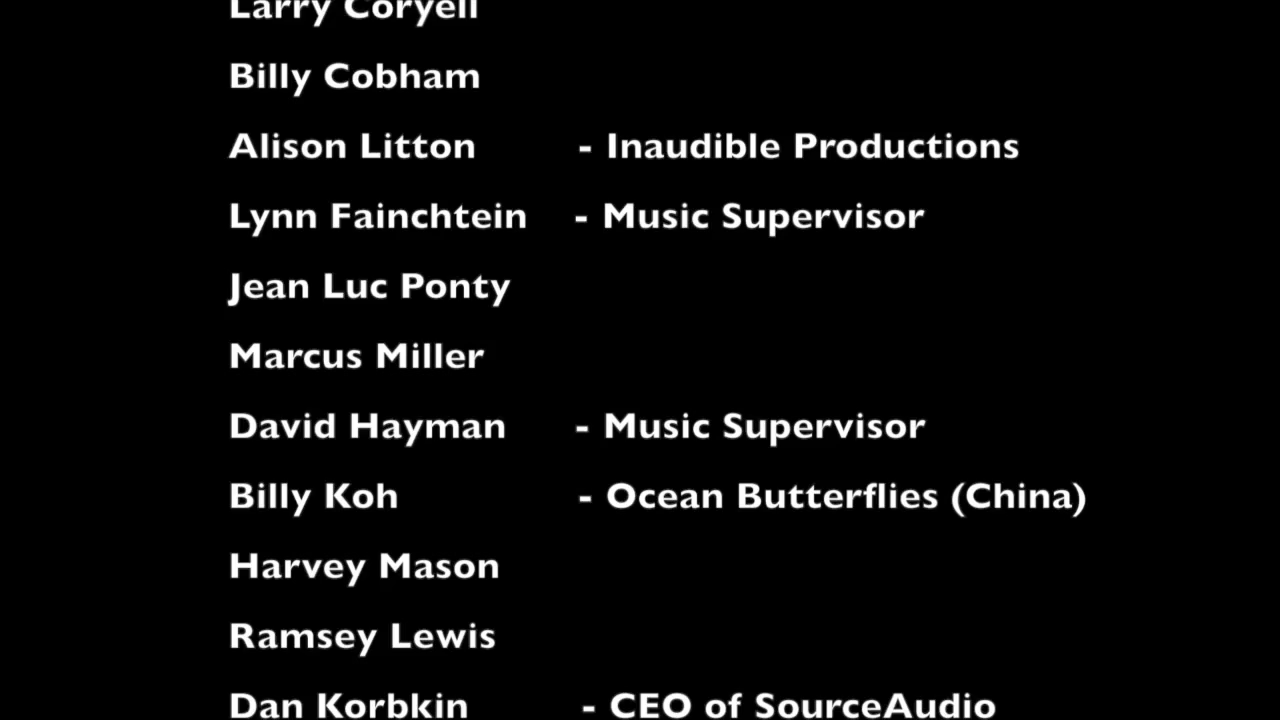 Larry Coryell
Billy Cobham
Alison Litton - Inaudible Productions
Lynn Fainchtein - Music Supervisor
Jean Luc Ponty
Marcus Miller
David Hayman - Music Supervisor
Billy Koh - Ocean Butterflies (China)
Harvey Mason
Ramsey Lewis
Dan Korbkin - CEO of SourceAudio